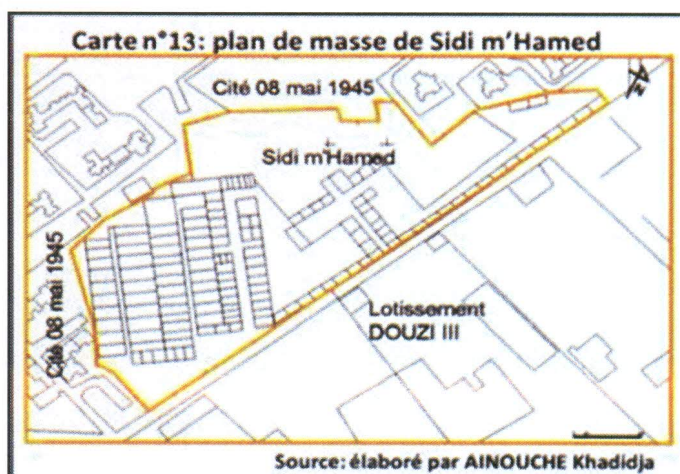 Carte n°13: plan de masse de Sidi m'Hamed
Cité 08 mai 1945
Sidi m'Hamed
Cité 08 mai 1945
Lotissement
DOUZI III
Source: élaboré par AINOUCHE Khadidja